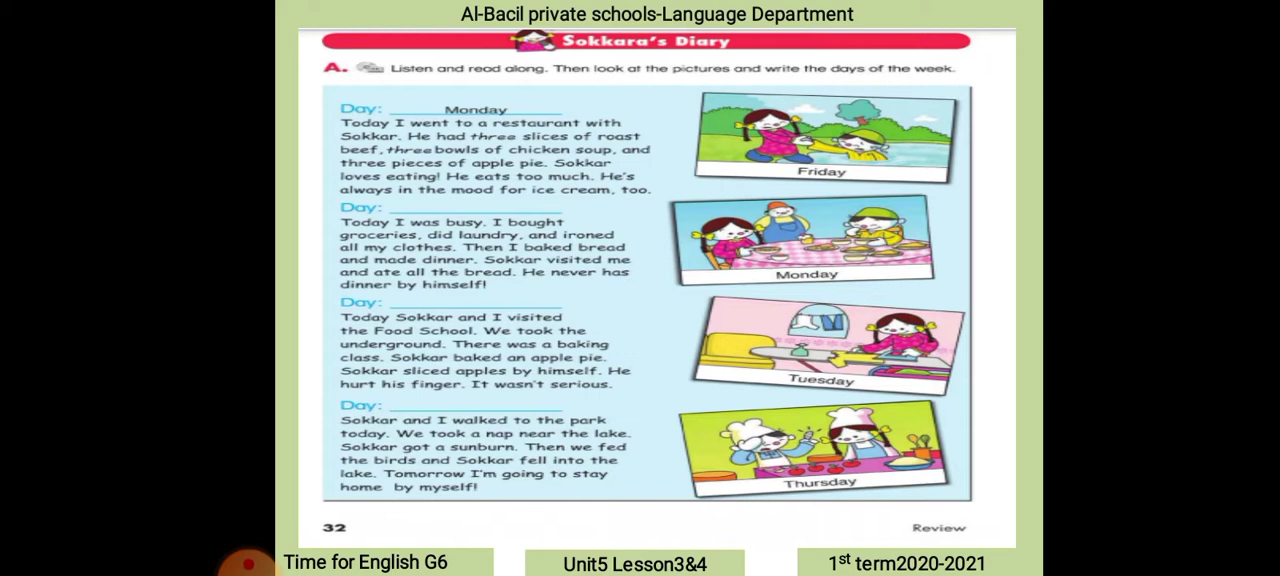 Al-Bacil private schools-Language Department
Sokkara's Diary
A. Listen and read along. Then look at the pictures and write the days of the week.
Day: Monday
Today I went to a restaurant with
Sokkar. He had three slices of roast
beef, three bowls of chicken soup, and
three pieces of apple pie. Sokkar
loves eating! He eats too much. He's
always in the mood for ice cream, too.
Day:
Today I was busy. I bought
groceries, did laundry, and ironed
all my clothes. Then I baked bread
and made dinner. Sokkar visited me
and ate all the bread. He never has
dinner by himself!
Day:
Today Sokkar and I visited
the Food School. We took the
underground. There was a baking
class. Sokkar baked an apple pie.
Sokkar sliced apples by himself. He
hurt his finger. It wasn't serious.
Day:
Sokkar and I walked to the park
today. We took a nap near the lake.
Sokkar got a sunburn. Then we fed
the birds and Sokkar fell into the
lake. Tomorrow I'm going to stay
home by myself!
Friday
Monday
Tuesday
Thursday
32
Review
Time for English G6
Unit5 Lesson3&4
1st term2020-2021